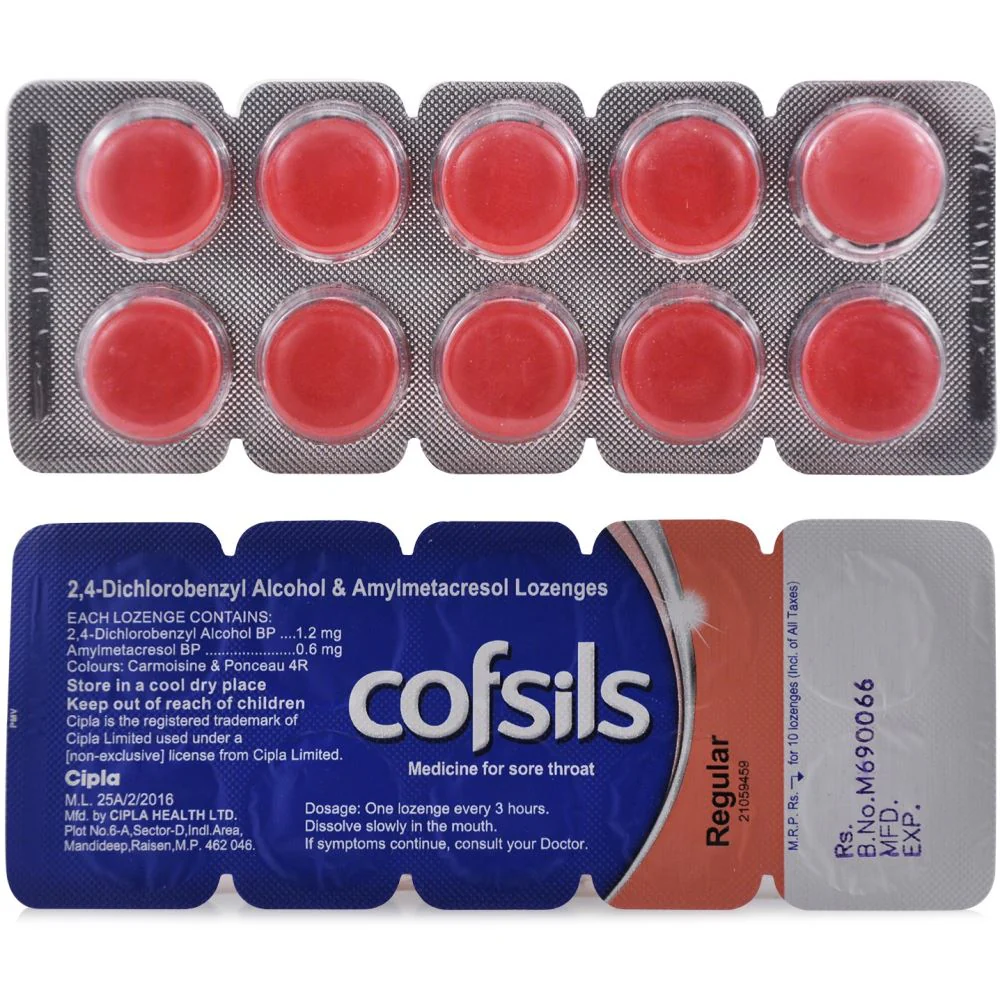 2,4-Dichlorobenzyl Alcohol & Amylmetacresol Lozenges
EACH LOZENGE CONTAINS:
2,4-Dichlorobenzyl Alcohol BP ....1.2 mg
Amylmetacresol BP ......................0.6 mg
Colours: Carmoisine & Ponceau 4R
Store in a cool dry place
Keep out of reach of children
Cipla is the registered trademark of
Cipla Limited used under a
[non-exclusive] license from Cipla Limited.
Cipla
M.L. 25A/2/2016
Mfd. by CIPLA HEALTH LTD.
Plot No.6-A,Sector-D,Indl.Area,
Mandideep,Raisen,M.P. 462 046.
PMV
cofsils
Medicine for sore throat
Dosage: One lozenge every 3 hours.
Dissolve slowly in the mouth.
If symptoms continue, consult your Doctor.
Regular
21059459
M.R.P. Rs. for 10 lozenges (Incl. of All Taxes)
Rs.
B.No.M690066
MFD.
EXP.